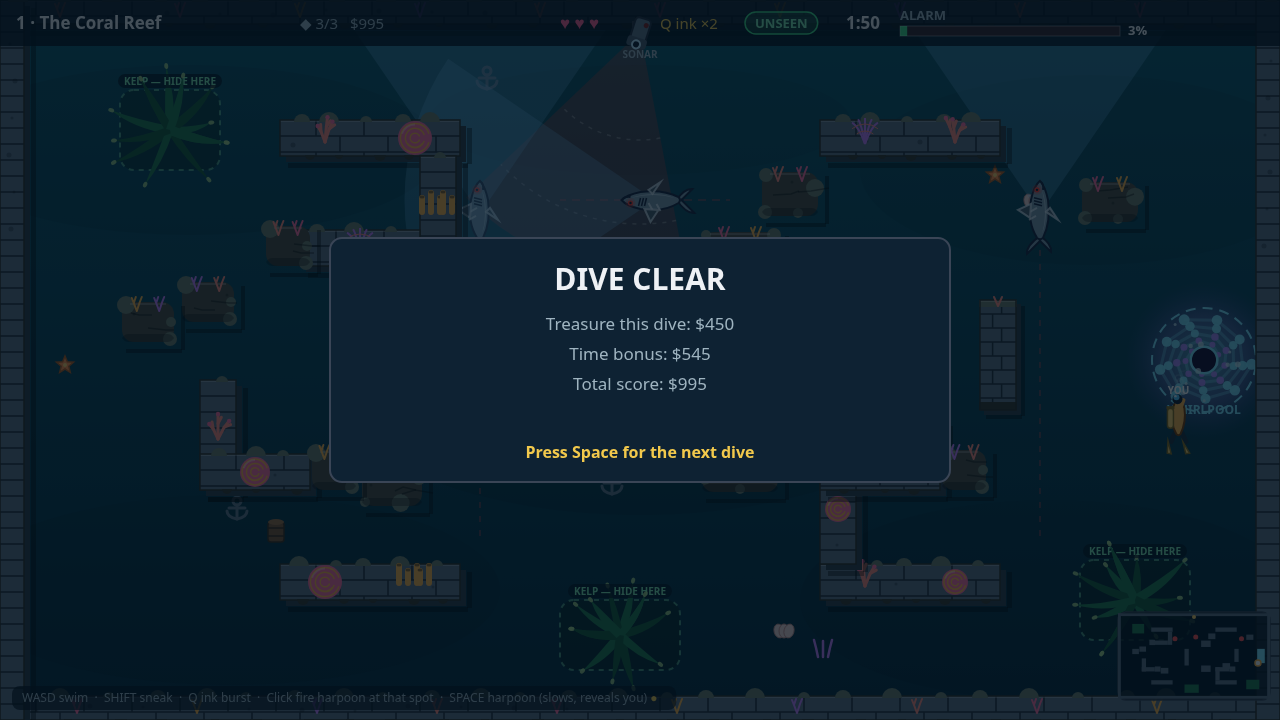 1 · The Coral Reef
◆ 3/3 $995
♥ ♥ ♥
Q ink ×2
UNSEEN
1:50
ALARM
3%
SONAR
KELP — HIDE HERE
DIVE CLEAR
Treasure this dive: $450
Time bonus: $545
Total score: $995
Press Space for the next dive
YOU
KELP — HIDE HERE
KELP — HIDE HERE
WASD swim · SHIFT sneak · Q ink burst · Click fire harpoon at that spot · SPACE harpoon (slows, reveals you) ●